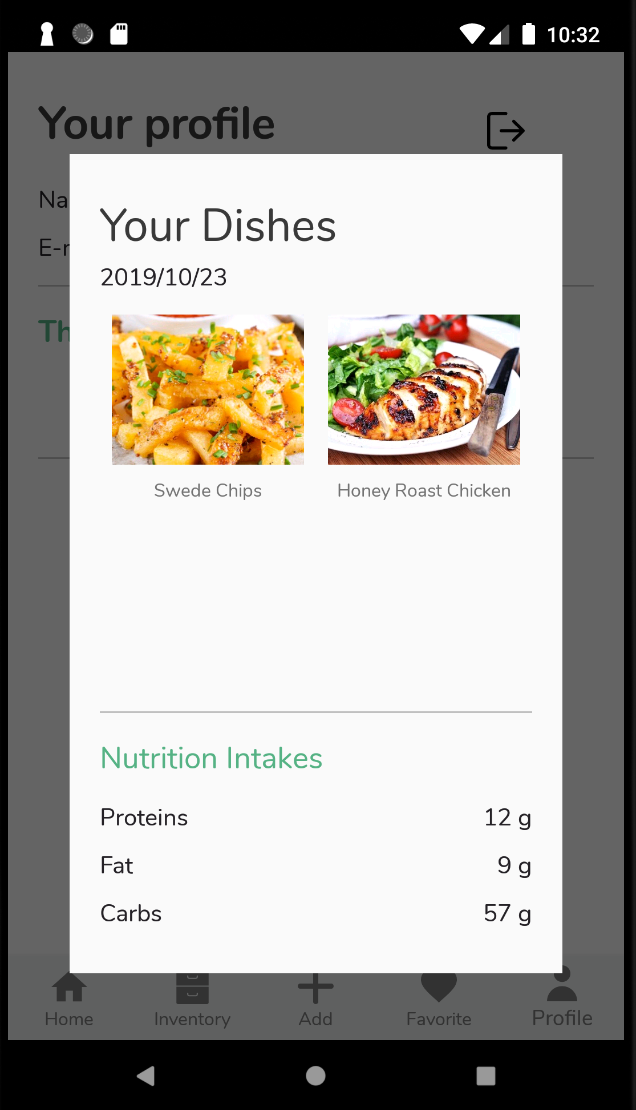 10:32
Your profile
Na
E-r
Th
Your Dishes
2019/10/23
Swede Chips Honey Roast Chicken
Nutrition Intakes
Proteins 12 g
Fat 9 g
Carbs 57 g
Home Inventory Add Favorite Profile